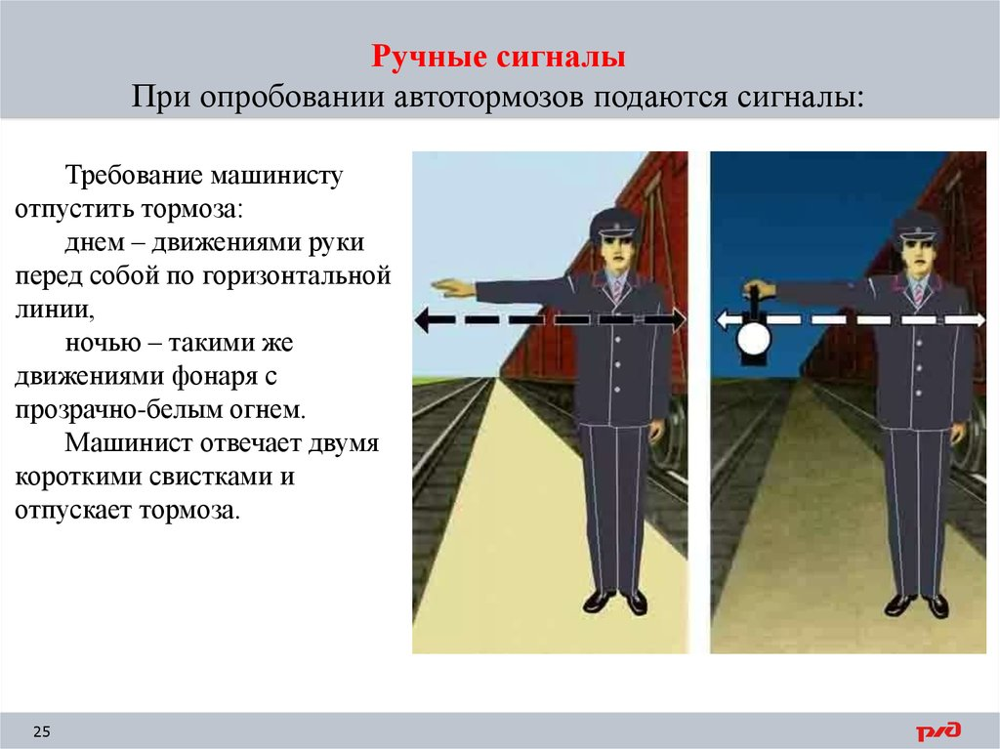 Ручные сигналы
При опробовании автотормозов подаются сигналы:
Требование машинисту
отпустить тормоза:
днем – движениями руки
перед собой по горизонтальной
линии,
ночью – такими же
движениями фонаря с
прозрачно-белым огнем.
Машинист отвечает двумя
короткими свистками и
отпускает тормоза.
25
ржд